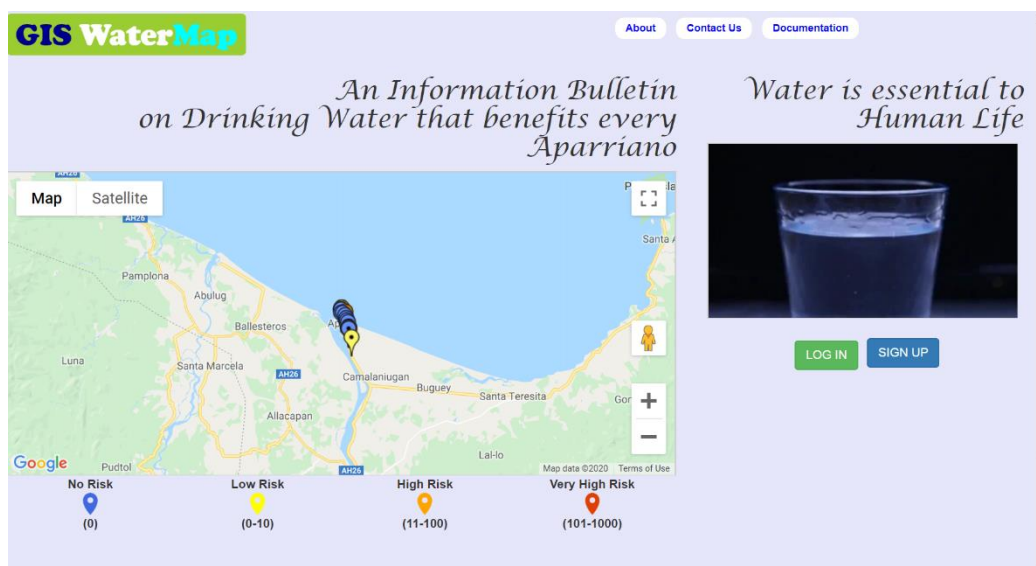 GIS WaterMap
About
Contact Us
Documentation
An Information Bulletin
on Drinking Water that benefits every
Aparriano
Water is essential to
Human Life
AH26
Map
Satellite
AH26
Santa
Pamplona
Abulug
Ballesteros
Luna
Santa Marcela
AH26
Camalaniugan
Buguey
Santa Teresita
Allacapan
Lal-lo
Google
Pudtol
AH26
Map data ©2020
Terms of Use
LOG IN
SIGN UP
No Risk
Low Risk
High Risk
Very High Risk
(0)
(0-10)
(11-100)
(101-1000)